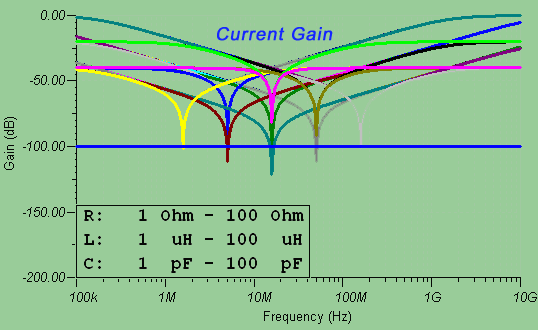 0.00
Current Gain
-50.00
Gain (dB)
-100.00
-150.00
R: 1 Ohm - 100 Ohm
L: 1 uH - 100 uH
C: 1 pF - 100 pF
-200.00
100k 1M 10M 100M 1G 10G
Frequency (Hz)